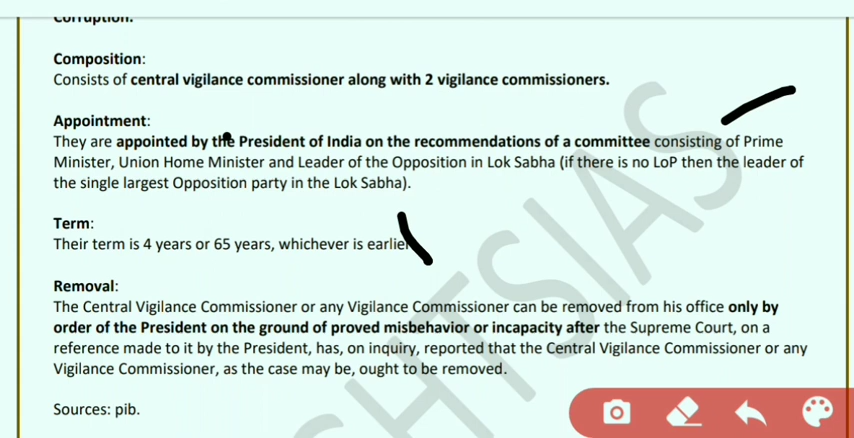 Corruption.
Composition:
Consists of central vigilance commissioner along with 2 vigilance commissioners.
Appointment:
They are appointed by the President of India on the recommendations of a committee consisting of Prime
Minister, Union Home Minister and Leader of the Opposition in Lok Sabha (if there is no LoP then the leader of
the single largest Opposition party in the Lok Sabha).
Term:
Their term is 4 years or 65 years, whichever is earlier
Removal:
The Central Vigilance Commissioner or any Vigilance Commissioner can be removed from his office only by
order of the President on the ground of proved misbehavior or incapacity after the Supreme Court, on a
reference made to it by the President, has, on inquiry, reported that the Central Vigilance Commissioner or any
Vigilance Commissioner, as the case may be, ought to be removed.
Sources: pib.
HTSIAS